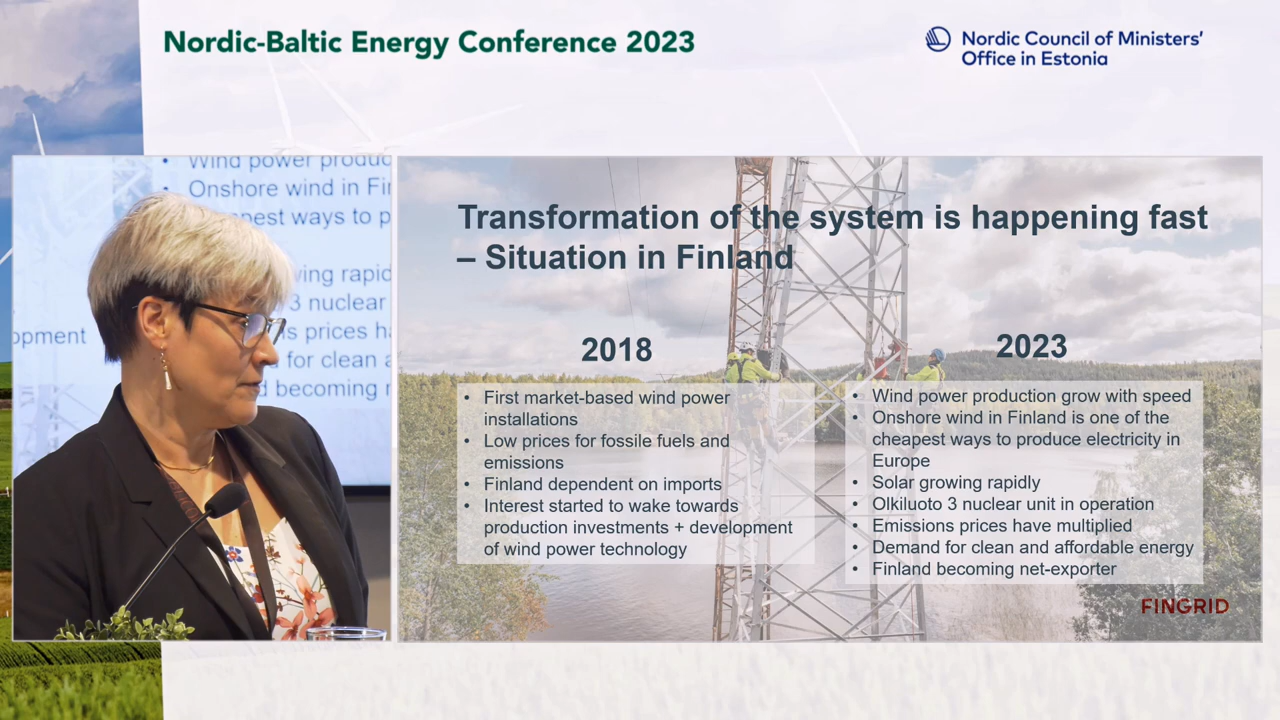 Nordic-Baltic Energy Conference 2023
Nordic Council of Ministers'
Office in Estonia
• Wind power produc
• Onshore wind in Fi
pest ways to p
ing rapid
3 nuclear
s prices h
opment
for clean a
d becoming
Transformation of the system is happening fast
– Situation in Finland
2018
• First market-based wind power
installations
• Low prices for fossile fuels and
emissions
• Finland dependent on imports
• Interest started to wake towards
production investments + development
of wind power technology
2023
• Wind power production grow with speed
• Onshore wind in Finland is one of the
cheapest ways to produce electricity in
Europe
• Solar growing rapidly
• Olkiluoto 3 nuclear unit in operation
• Emissions prices have multiplied
• Demand for clean and affordable energy
• Finland becoming net-exporter
FINGRID